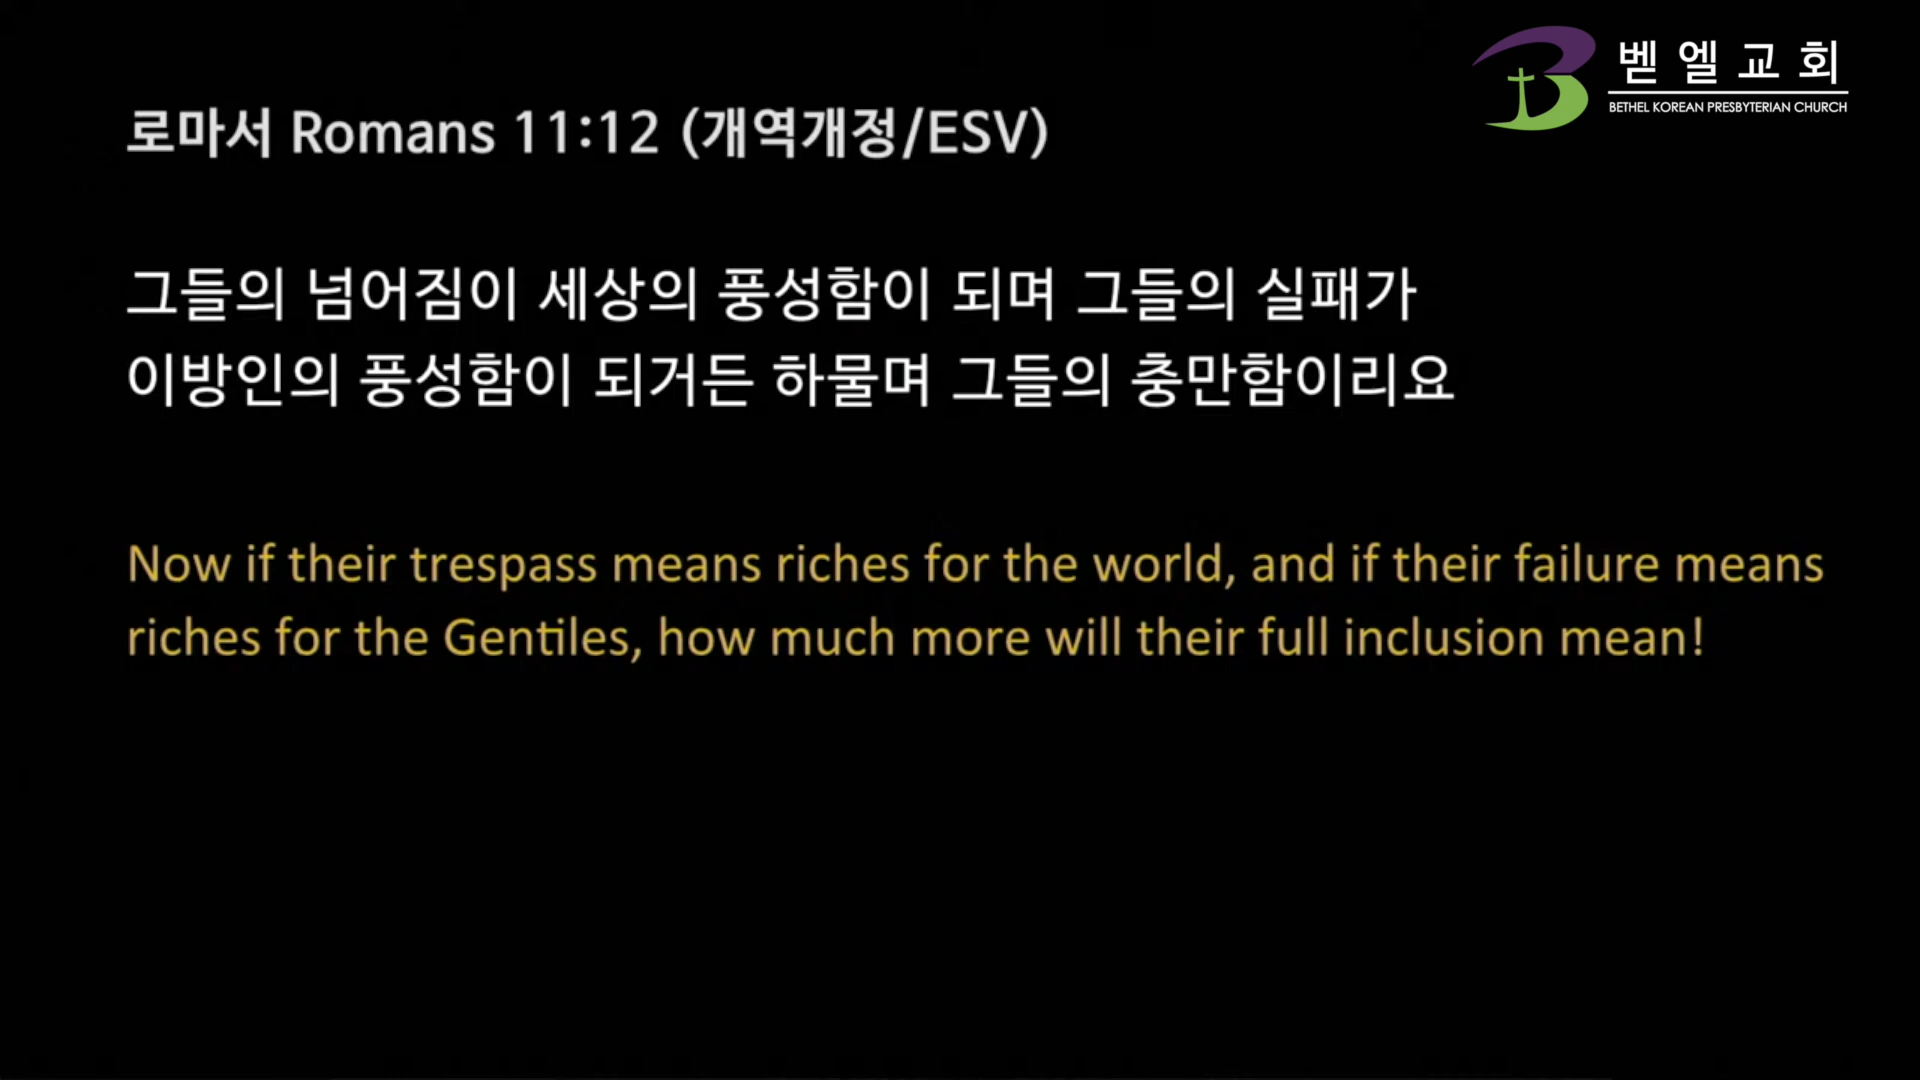 벧엘교회
BETHEL KOREAN PRESBYTERIAN CHURCH
로마서 Romans 11:12 (개역개정/ESV)
그들의 넘어짐이 세상의 풍성함이 되며 그들의 실패가
이방인의 풍성함이 되거든 하물며 그들의 충만함이리요
Now if their trespass means riches for the world, and if their failure means
riches for the Gentiles, how much more will their full inclusion mean!